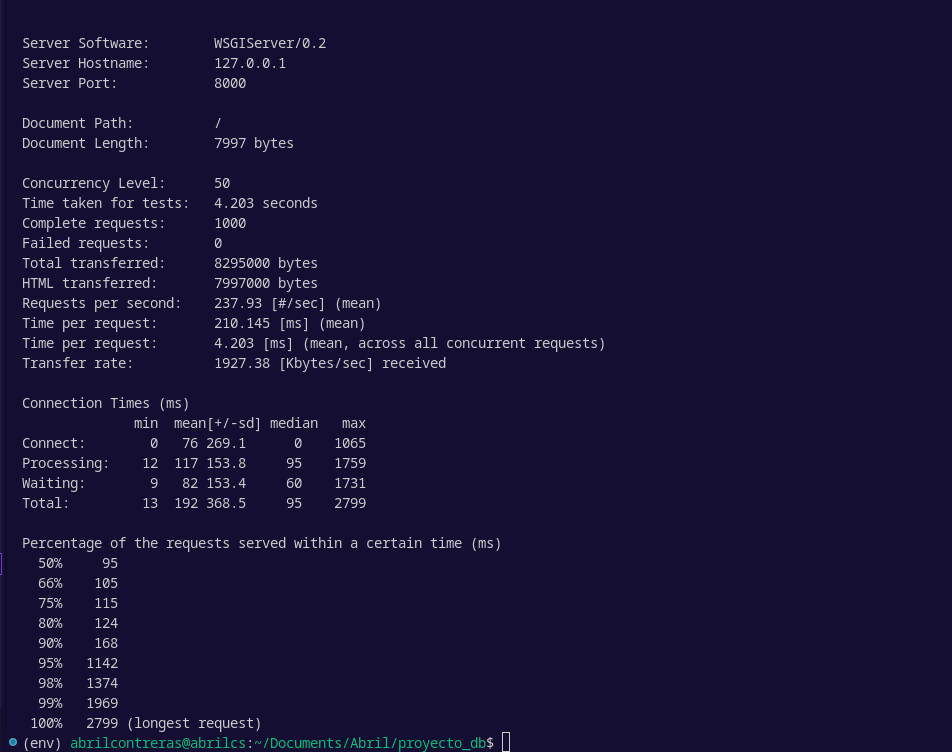 Server Software:        WSGIServer/0.2
Server Hostname:        127.0.0.1
Server Port:            8000

Document Path:          /
Document Length:        7997 bytes

Concurrency Level:      50
Time taken for tests:   4.203 seconds
Complete requests:      1000
Failed requests:        0
Total transferred:      8295000 bytes
HTML transferred:       7997000 bytes
Requests per second:    237.93 [#/sec] (mean)
Time per request:       210.145 [ms] (mean)
Time per request:       4.203 [ms] (mean, across all concurrent requests)
Transfer rate:          1927.38 [Kbytes/sec] received

Connection Times (ms)
              min  mean[+/-sd] median   max
Connect:        0   76 269.1      0    1065
Processing:    12  117 153.8     95    1759
Waiting:        9   82 153.4     60    1731
Total:         13  192 368.5     95    2799

Percentage of the requests served within a certain time (ms)
  50%     95
  66%    105
  75%    115
  80%    124
  90%    168
  95%   1142
  98%   1374
  99%   1969
 100%   2799 (longest request)
(env) abrilcontreras@abrilcs:~/Documents/Abril/proyecto_db$